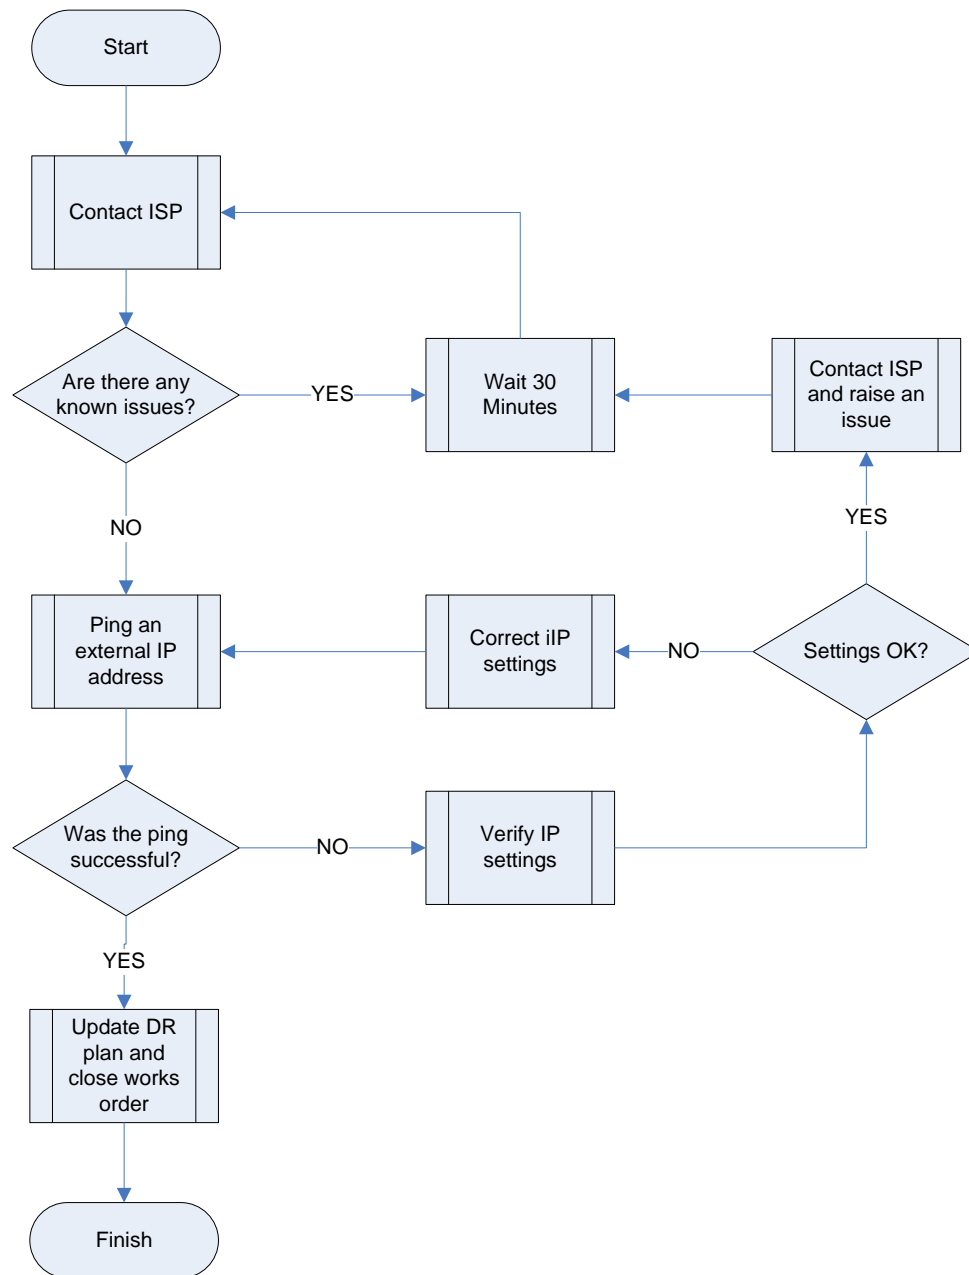 Start
Contact ISP
Are there any
known issues?
YES
Wait 30
Minutes
Contact ISP
and raise an
issue
NO
YES
Ping an
external IP
address
Correct iIP
settings
NO
Settings OK?
Was the ping
successful?
NO
Verify IP
settings
YES
Update DR
plan and
close works
order
Finish